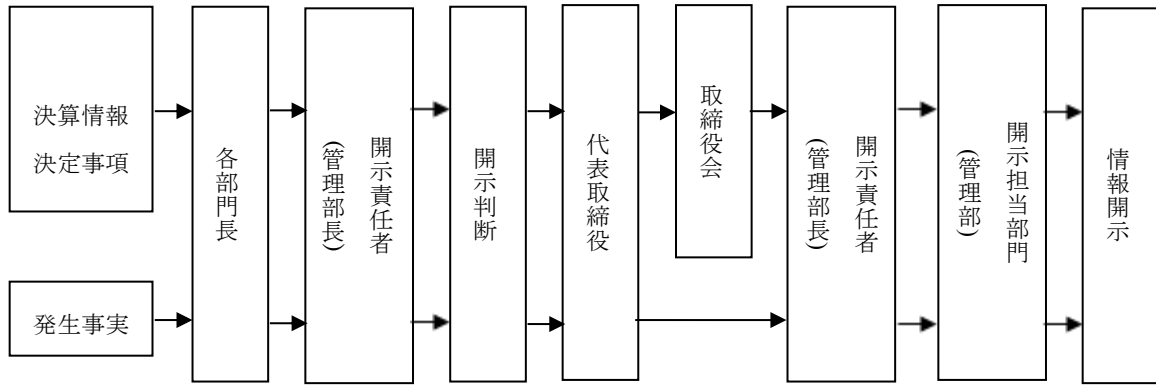 決算情報
決定事項
発生事実
各部門長
開示責任者
(管理部長)
開示判断
代表取締役
取締役会
開示責任者
(管理部長)
開示担当部門
(管理部)
情報開示